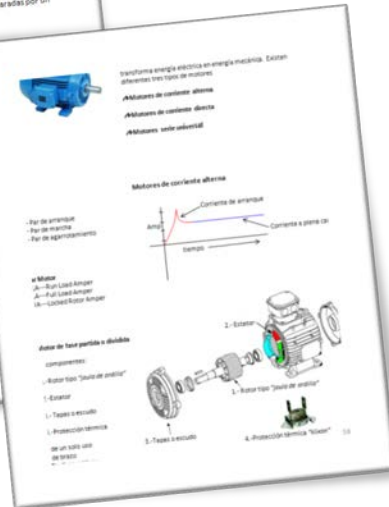 aradas por un
transforma energía eléctrica en energía mecánica. Existen
diferentes tres tipos de motores
Motores de corriente alterna
Motores de corriente directa
Motores serie universal
Motores de corriente alterna
Corriente de arranque
Amp
Corriente a plena car
tiempo
- Par de arranque
- Par de marcha
- Par de agarrotamiento
e Motor
A---Run Load Amper
A---Full Load Amper
RA---Locked Rotor Amper
dotor de fase partida o dividida
componentes:
.- Rotor tipo "jaula de ardilla"
.- Estator
.- Tapas o escudo
.- Protección térmica
de un solo uso
de brazo
2.- Estator
1.- Rotor tipo "jaula de ardilla"
3.- Tapas o escudo
4.- Protección térmica "klixon"